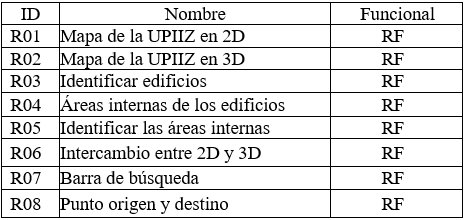 ID Nombre Funcional
R01 Mapa de la UPIIZ en 2D RF
R02 Mapa de la UPIIZ en 3D RF
R03 Identificar edificios RF
R04 Áreas internas de los edificios RF
R05 Identificar las áreas internas RF
R06 Intercambio entre 2D y 3D RF
R07 Barra de búsqueda RF
R08 Punto origen y destino RF